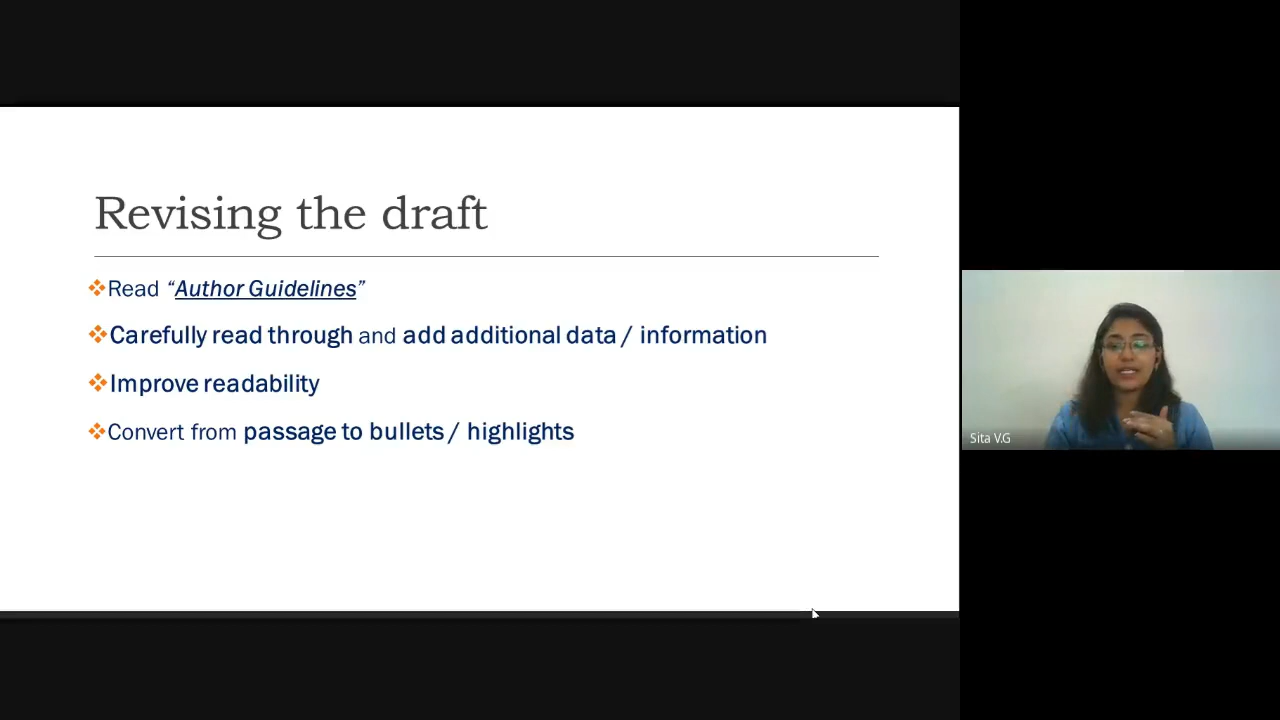 Revising the draft
❖Read “Author Guidelines”
❖Carefully read through and add additional data / information
❖Improve readability
❖Convert from passage to bullets / highlights
Sita V.G